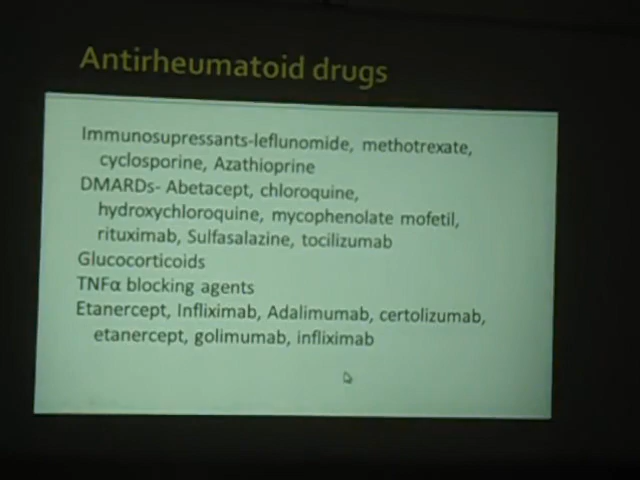 Antirheumatoid drugs
Immunosupressants-leflunomide, methotrexate,
cyclosporine, Azathioprine
DMARDs- Abetacept, chloroquine,
hydroxychloroquine, mycophenolate mofetil,
rituximab, Sulfasalazine, tocilizumab
Glucocorticoids
TNFα blocking agents
Etanercept, Infliximab, Adalimumab, certolizumab,
etanercept, golimumab, infliximab